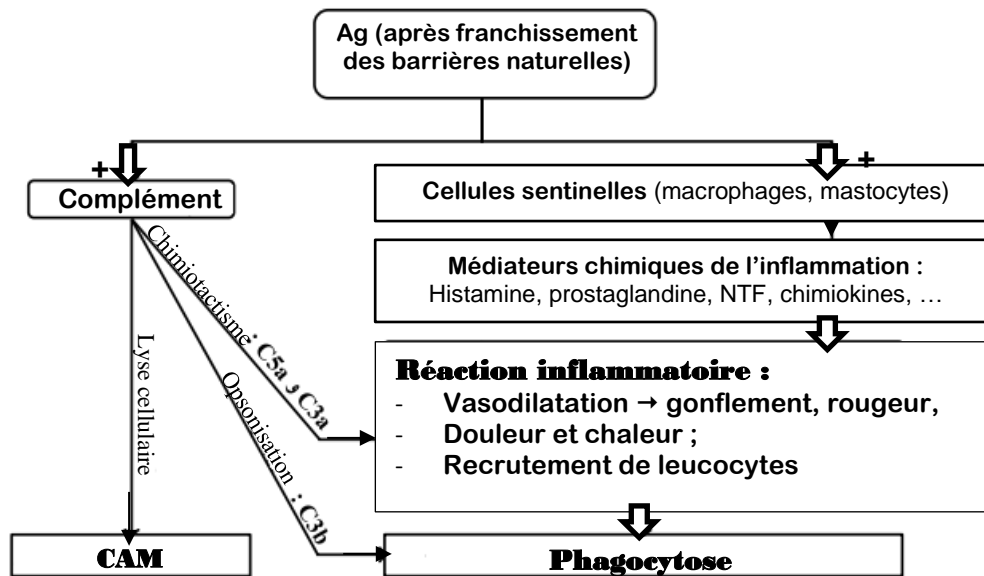 Ag (après franchissement
des barrières naturelles)
+
+
Complément
Cellules sentinelles (macrophages, mastocytes)
Médiateurs chimiques de l'inflammation :
Histamine, prostaglandine, NTF, chimiokines, …
Chimiotactisme : C5a و C3a
Opsonisation : C3b
Lyse cellulaire
Réaction inflammatoire :
- Vasodilatation → gonflement, rougeur,
- Douleur et chaleur ;
- Recrutement de leucocytes
CAM
Phagocytose